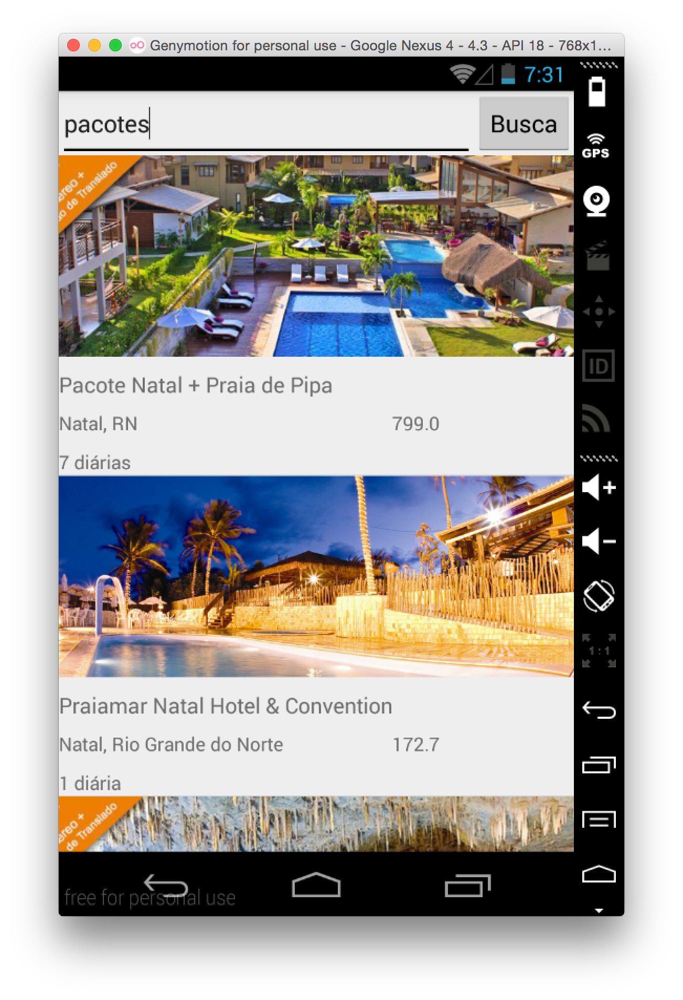 Genymotion for personal use - Google Nexus 4 - 4.3 - API 18 - 768x1...
7:31
pacotes
Busca
GPS
+
de Translado
ID
Pacote Natal + Praia de Pipa
Natal, RN
799.0
7 diárias
Praiamar Natal Hotel & Convention
Natal, Rio Grande do Norte
172.7
1 diária
1:1
+
de Translado
free for personal use